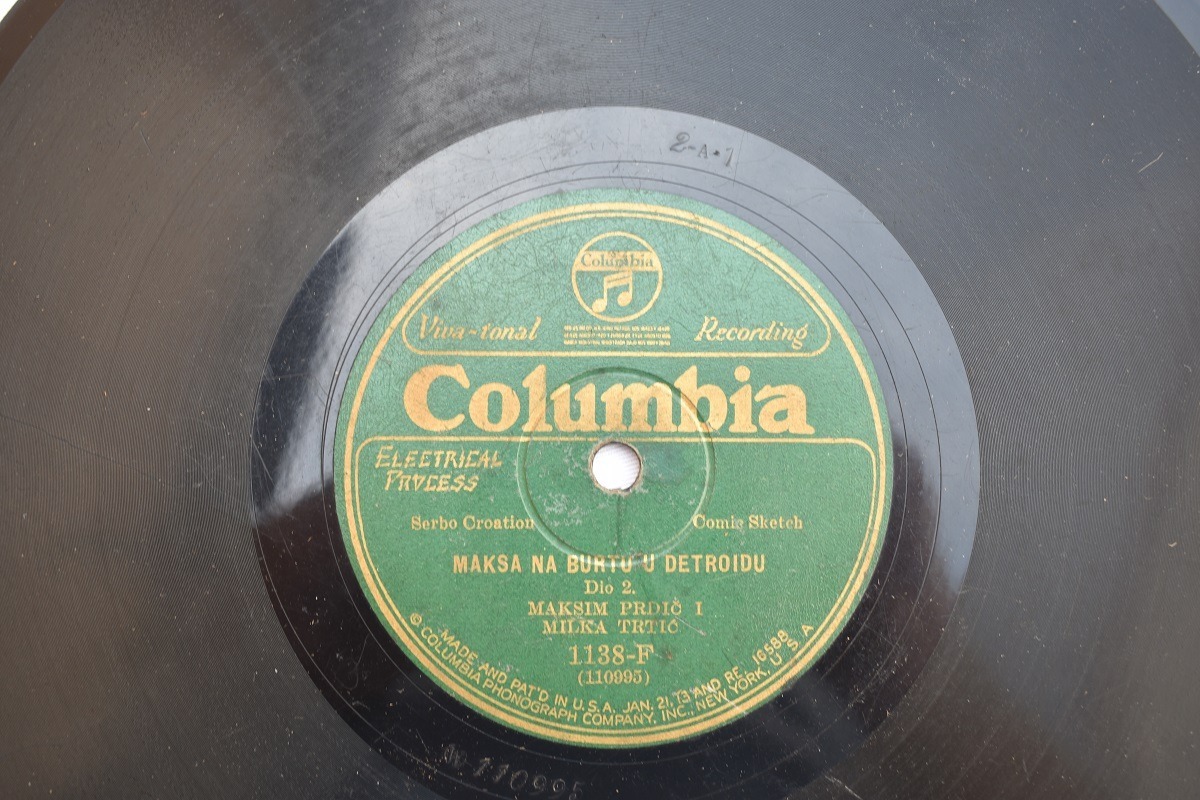 2-A-1
Columbia
Viva-tonal Recording
Columbia
ELECTRICAL
PROCESS
Serbo Croation Comic Sketch
MAKSA NA BURTU U DETROIDU
Dio 2.
MAKSIM PRDIČ I
MILKA TRTIČ
1138-F
(110995)
MADE AND PAT'D IN U.S.A. JAN. 21, 13 AND RE. 16588
© COLUMBIA PHONOGRAPH COMPANY, INC., NEW YORK, U S A
110995